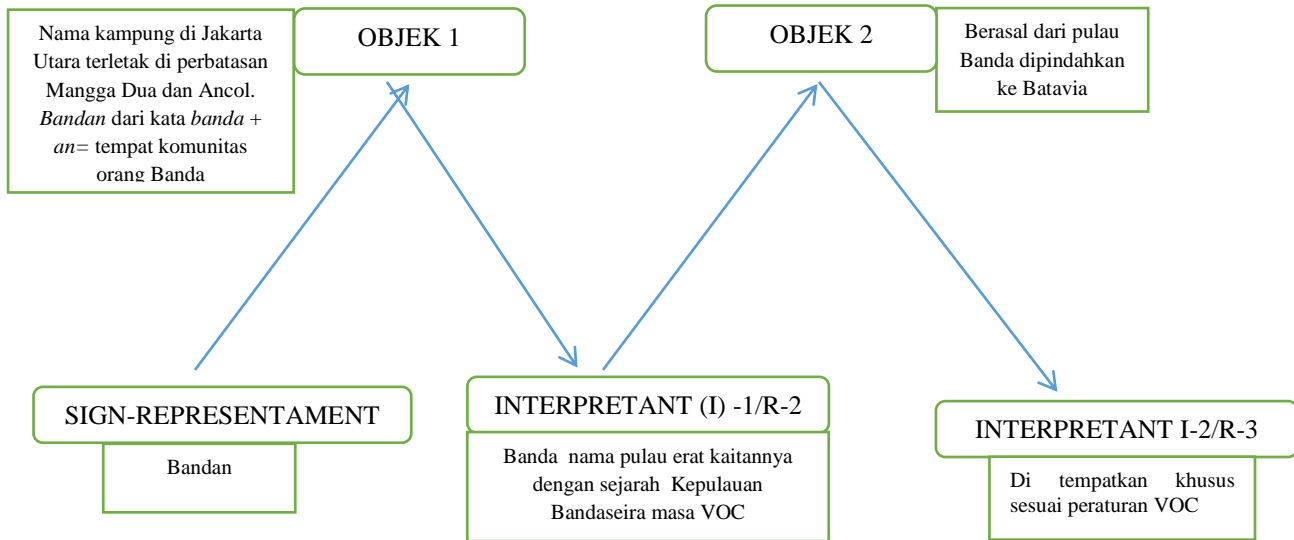 Nama kampung di Jakarta
Utara terletak di perbatasan
Mangga Dua dan Ancol.
Bandan dari kata banda +
an= tempat komunitas
orang Banda
OBJEK 1
OBJEK 2
Berasal dari pulau
Banda dipindahkan
ke Batavia
SIGN-REPRESENTAMENT
Bandan
INTERPRETANT (I) -1/R-2
Banda nama pulau erat kaitannya
dengan sejarah Kepulauan
Bandaseira masa VOC
INTERPRETANT I-2/R-3
Di tempatkan khusus
sesuai peraturan VOC